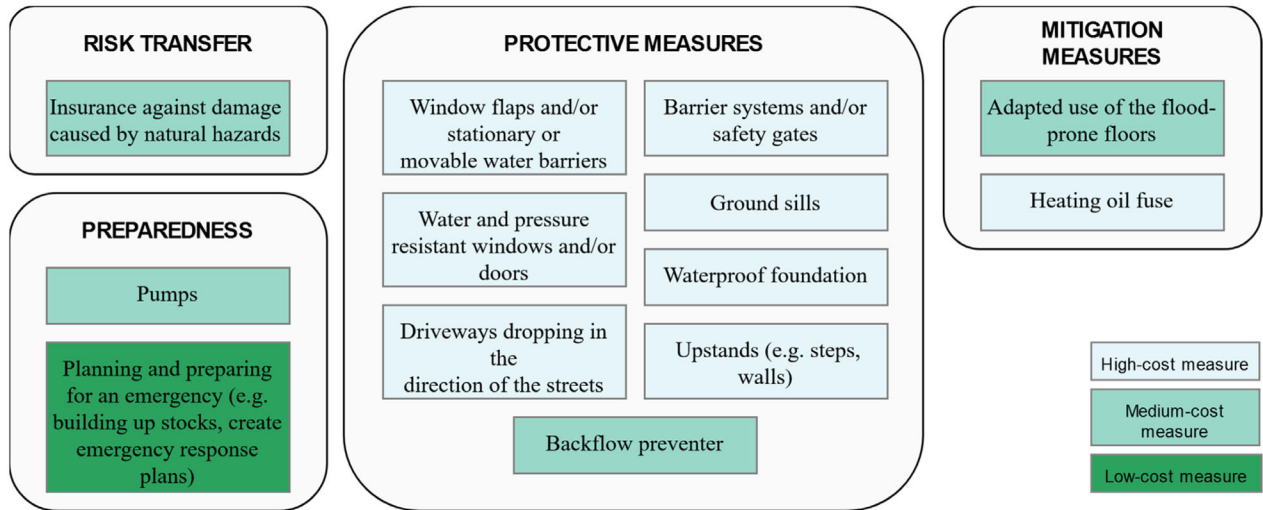 RISK TRANSFER
Insurance against damage
caused by natural hazards
PREPAREDNESS
Pumps
Planning and preparing
for an emergency (e.g.
building up stocks, create
emergency response
plans)
PROTECTIVE MEASURES
Window flaps and/or
stationary or
movable water barriers
Water and pressure
resistant windows and/or
doors
Driveways dropping in
the
direction of the streets
Barrier systems and/or
safety gates
Ground sills
Waterproof foundation
Upstands (e.g. steps,
walls)
Backflow preventer
MITIGATION
MEASURES
Adapted use of the flood-
prone floors
Heating oil fuse
High-cost measure
Medium-cost
measure
Low-cost measure